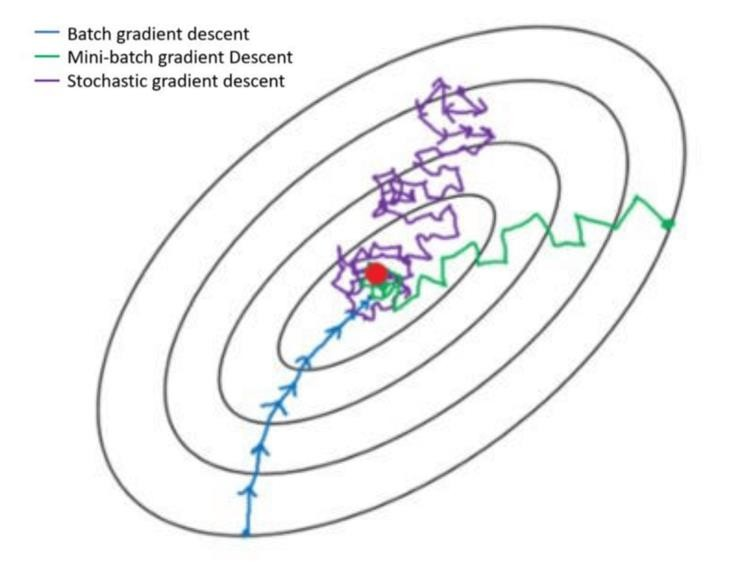 Batch gradient descent
Mini-batch gradient Descent
Stochastic gradient descent